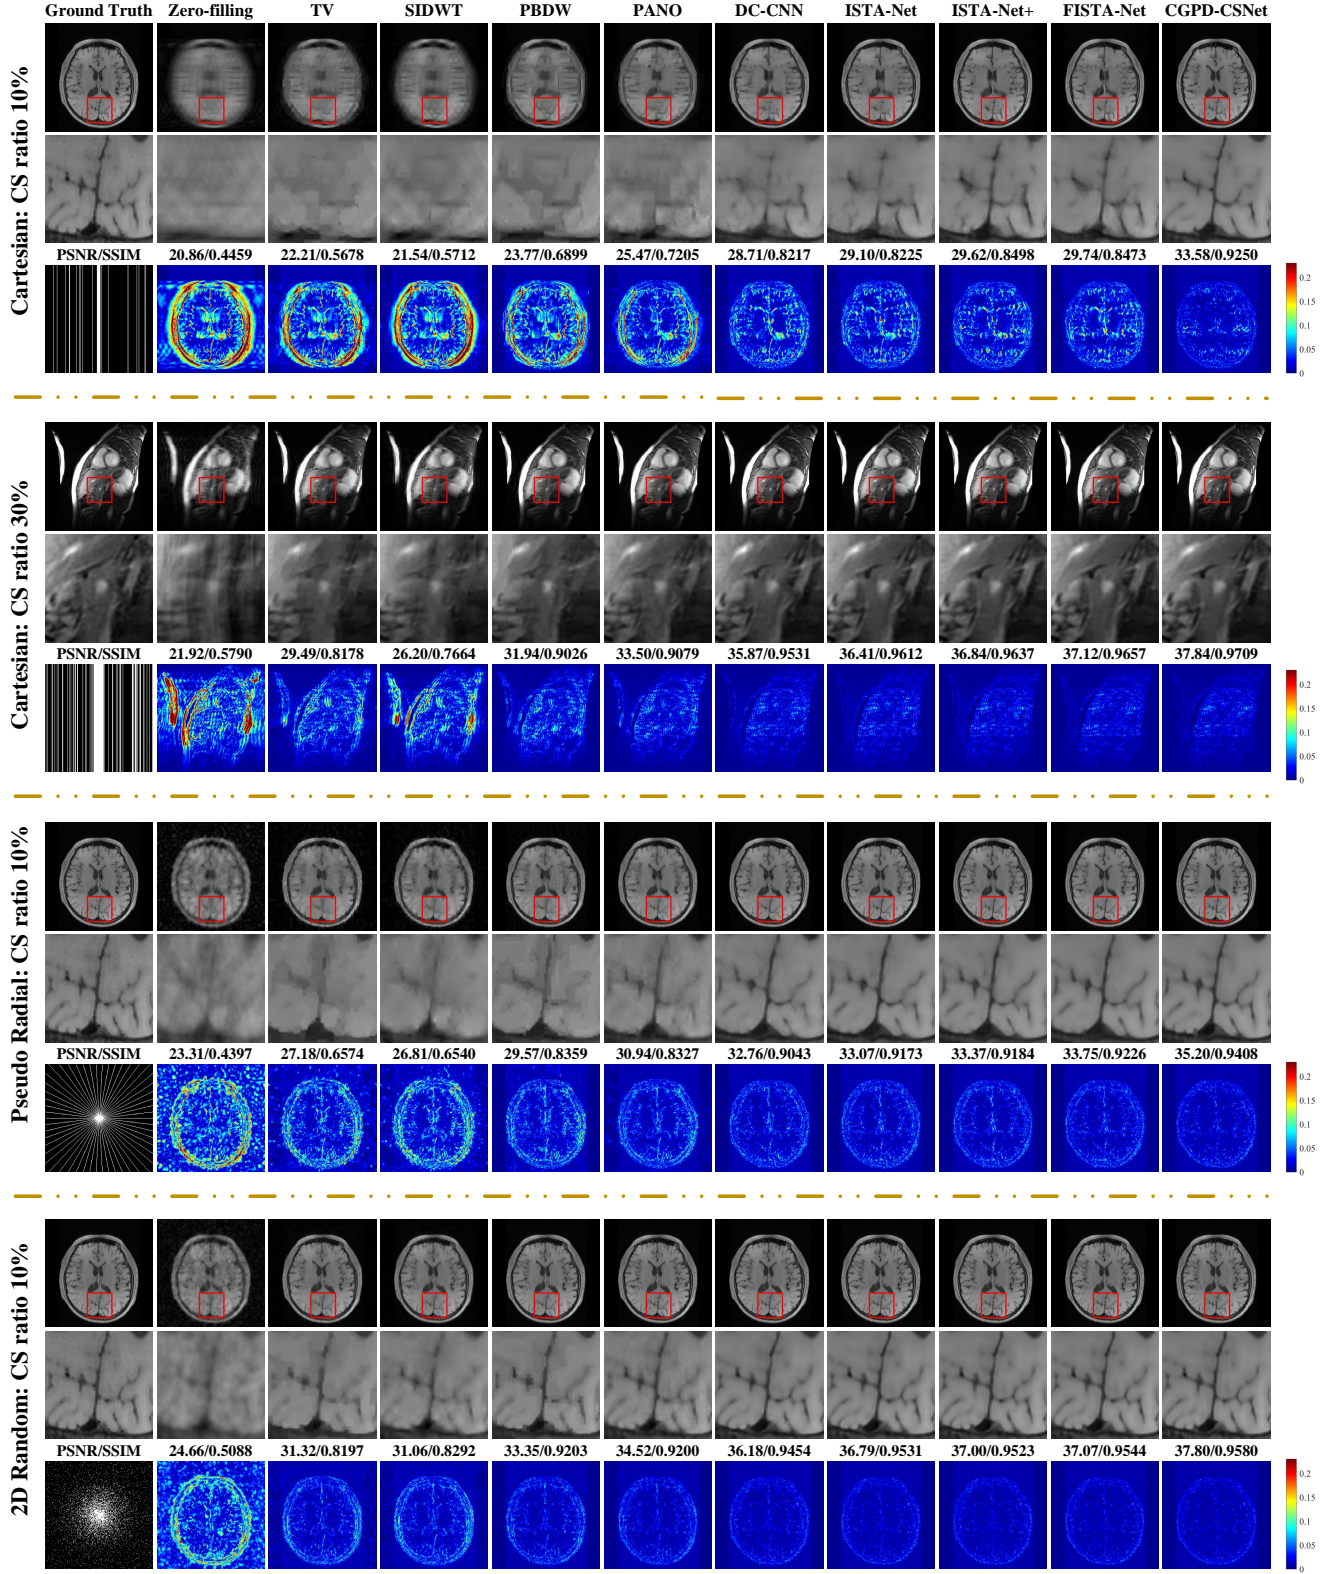 Ground Truth Zero-filling TV SIDWT PBDW PANO DC-CNN ISTA-Net ISTA-Net+ FISTA-Net CGPD-CSNet
Cartesian: CS ratio 10%
PSNR/SSIM 20.86/0.4459 22.21/0.5678 21.54/0.5712 23.77/0.6899 25.47/0.7205 28.71/0.8217 29.10/0.8225 29.62/0.8498 29.74/0.8473 33.58/0.9250
0.2
0.15
0.1
0.05
0
Cartesian: CS ratio 30%
PSNR/SSIM 21.92/0.5790 29.49/0.8178 26.20/0.7664 31.94/0.9026 33.50/0.9079 35.87/0.9531 36.41/0.9612 36.84/0.9637 37.12/0.9657 37.84/0.9709
0.2
0.15
0.1
0.05
0
Pseudo Radial: CS ratio 10%
PSNR/SSIM 23.31/0.4397 27.18/0.6574 26.81/0.6540 29.57/0.8359 30.94/0.8327 32.76/0.9043 33.07/0.9173 33.37/0.9184 33.75/0.9226 35.20/0.9408
0.2
0.15
0.1
0.05
0
2D Random: CS ratio 10%
PSNR/SSIM 24.66/0.5088 31.32/0.8197 31.06/0.8292 33.35/0.9203 34.52/0.9200 36.18/0.9454 36.79/0.9531 37.00/0.9523 37.07/0.9544 37.80/0.9580
0.2
0.15
0.1
0.05
0